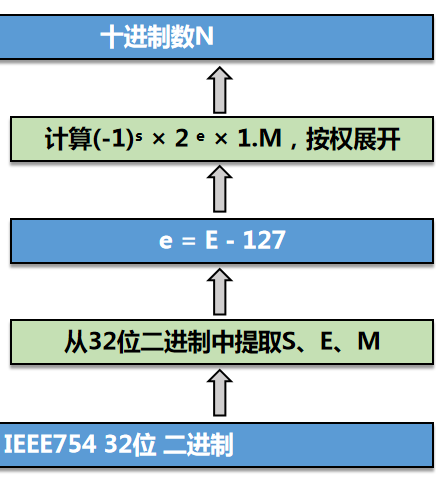 十进制数N
计算(-1)ˢ × 2 ᵉ × 1.M，按权展开
e = E - 127
从32位二进制中提取S、E、M
IEEE754 32位 二进制